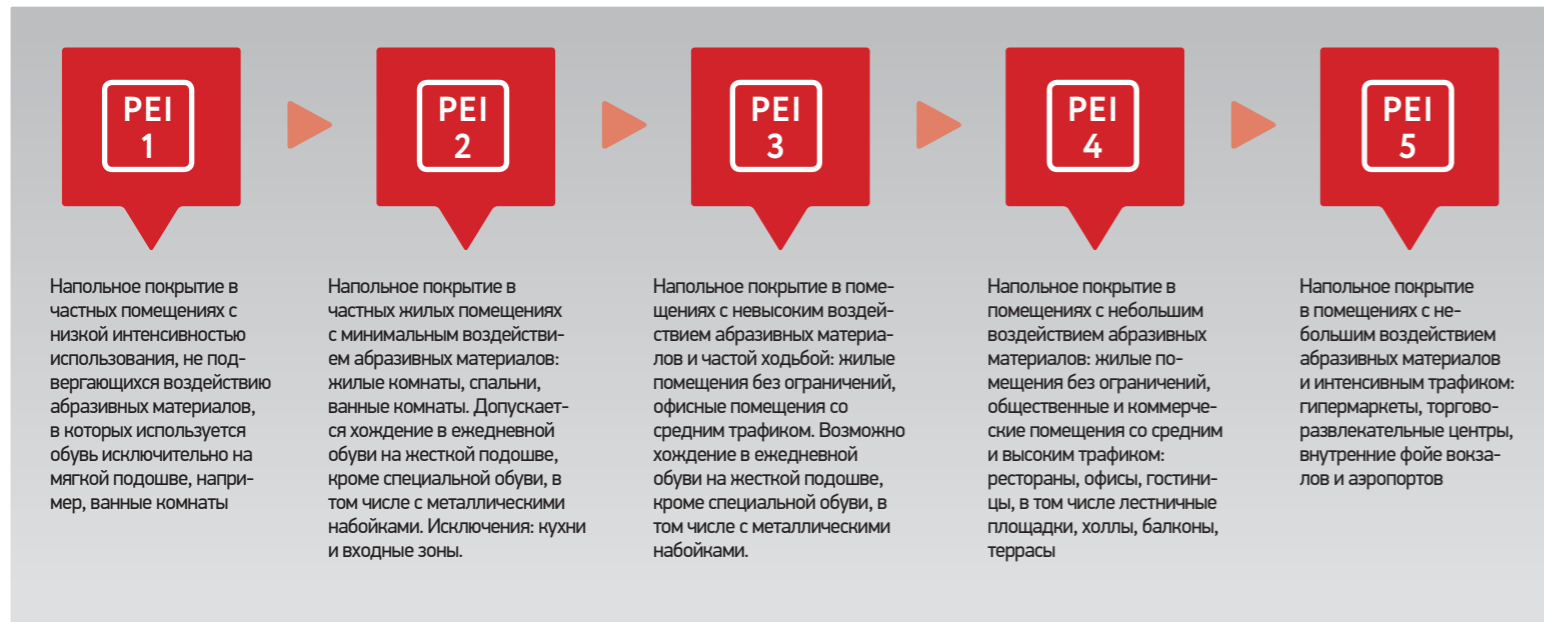 PEI
1
PEI
2
PEI
3
PEI
4
PEI
5
Напольное покрытие в
частных помещениях с
низкой интенсивностью
использования, не под-
вергающихся воздействию
абразивных материалов,
в которых используется
обувь исключительно на
мягкой подошве, напри-
мер, ванные комнаты
Напольное покрытие в
частных жилых помещениях
с минимальным воздействи-
ем абразивных материалов:
жилые комнаты, спальни,
ванные комнаты. Допускает-
ся хождение в ежедневной
обуви на жесткой подошве,
кроме специальной обуви, в
том числе с металлическими
набойками. Исключения: кухни
и входные зоны.
Напольное покрытие в поме-
щениях с невысоким воздей-
ствием абразивных материа-
лов и частой ходьбой: жилые
помещения без ограничений,
офисные помещения со
средним трафиком. Возможно
хождение в ежедневной
обуви на жесткой подошве,
кроме специальной обуви, в
том числе с металлическими
набойками.
Напольное покрытие в
помещениях с небольшим
воздействием абразивных
материалов: жилые по-
мещения без ограничений,
общественные и коммерче-
ские помещения со средним
и высоким трафиком:
рестораны, офисы, гостини-
цы, в том числе лестничные
площадки, холлы, балконы,
террасы
Напольное покрытие
в помещениях с не-
большим воздействием
абразивных материалов
и интенсивным трафиком:
гипермаркеты, торгово-
развлекательные центры,
внутренние фойе вокза-
лов и аэропортов